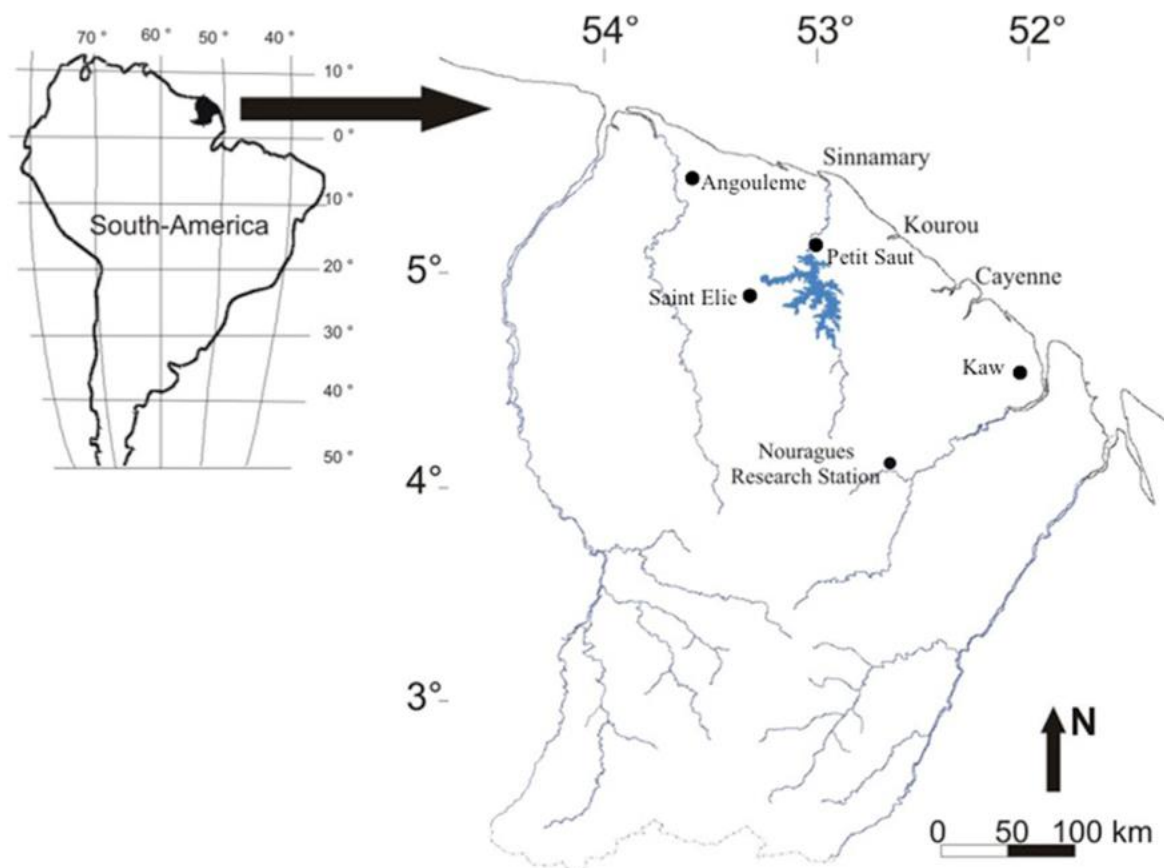 70° 60° 50° 40°
10°
0°
10°
20°
30°
40°
50°
South-America
54° 53° 52°
Sinnamary
Angouleme
Kourou
Petit Saut
5°
Cayenne
Saint Elie
Kaw
Nouragues
Research Station
4°
3°
N
0 50 100 km